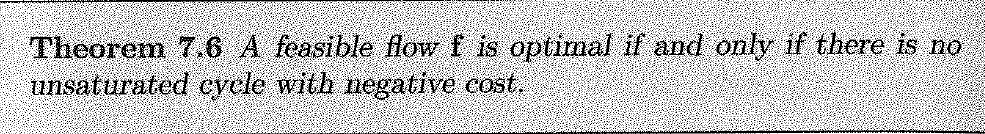 Theorem 7.6 A feasible flow f is optimal if and only if there is no
unsaturated cycle with negative cost.